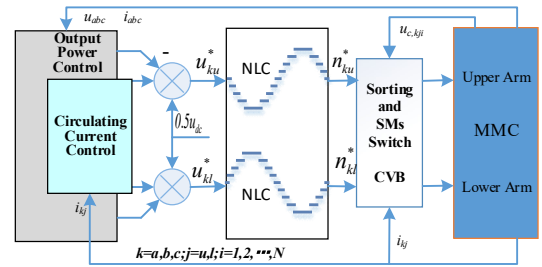 u_abc i_abc
u_c,kji
Output
Power
Control
-
u*_ku
NLC
n*_ku
Sorting
and
SMs
Switch
CVB
Upper Arm
MMC
Lower Arm
Circulating
Current
Control
0.5u_dc
u*_kl
NLC
n*_kl
i_kj
i_kj
k=a,b,c;j=u,l;i=1,2,⋯,N